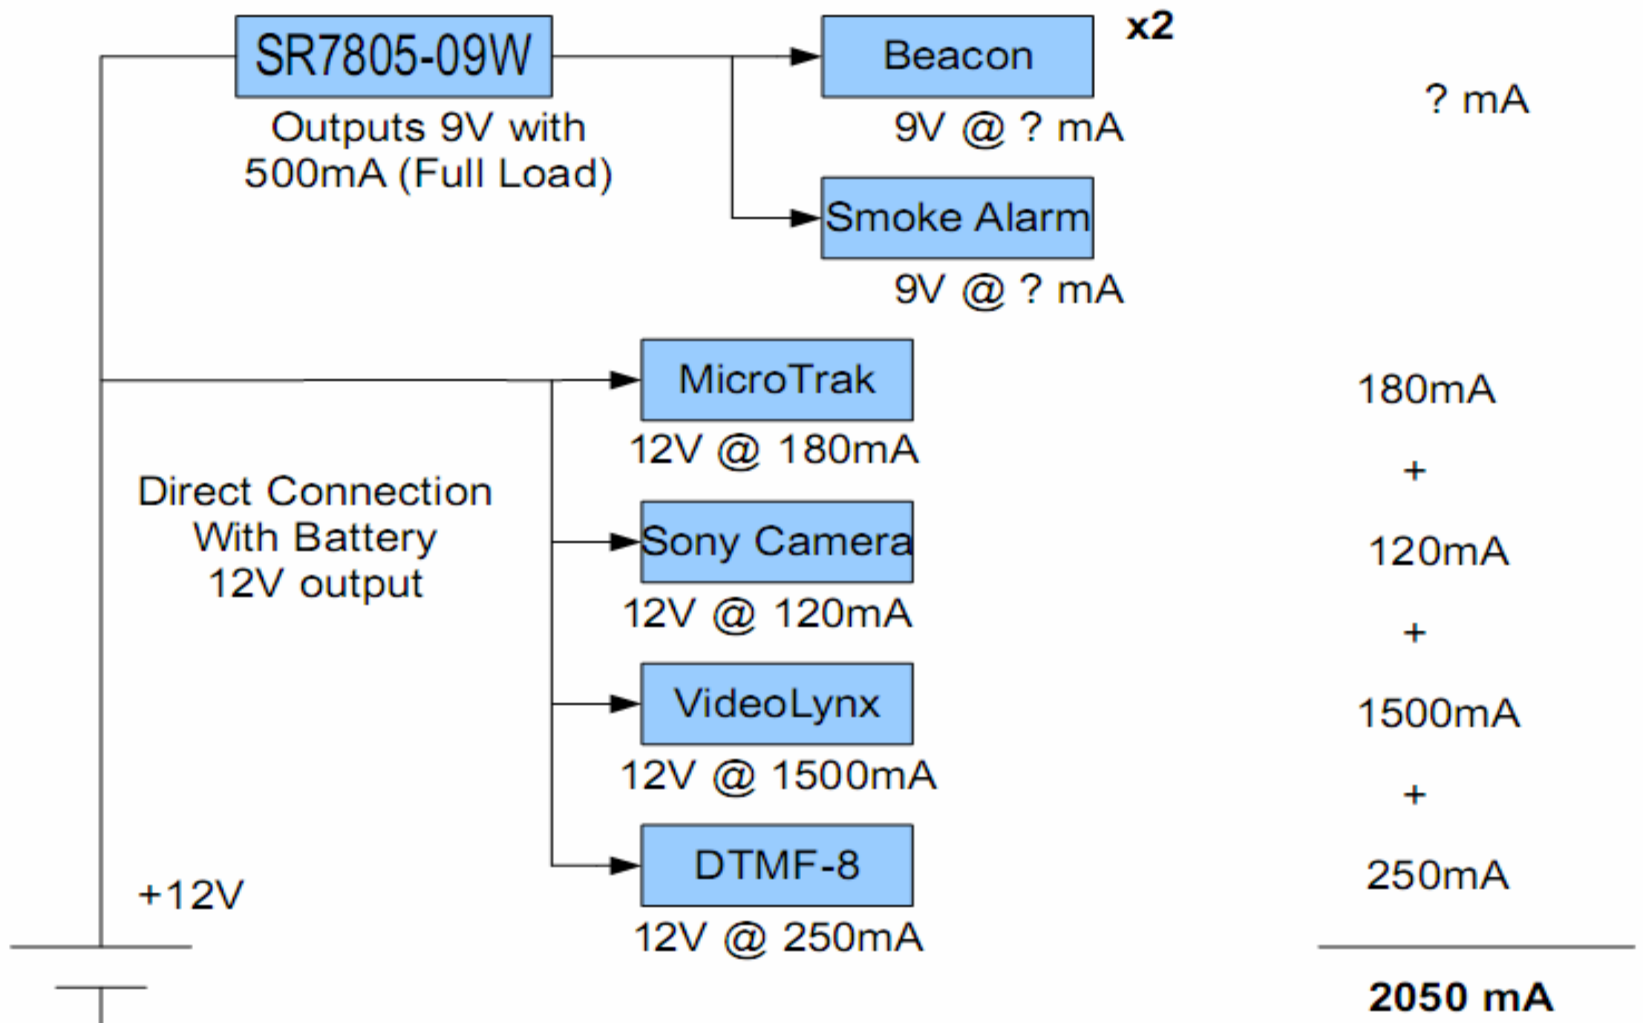 SR7805-09W
Outputs 9V with
500mA (Full Load)
Beacon
x2
9V @ ? mA
? mA
Smoke Alarm
9V @ ? mA
MicroTrak
12V @ 180mA
180mA
+
Direct Connection
With Battery
12V output
Sony Camera
12V @ 120mA
120mA
+
VideoLynx
12V @ 1500mA
1500mA
+
DTMF-8
12V @ 250mA
250mA
+12V
2050 mA